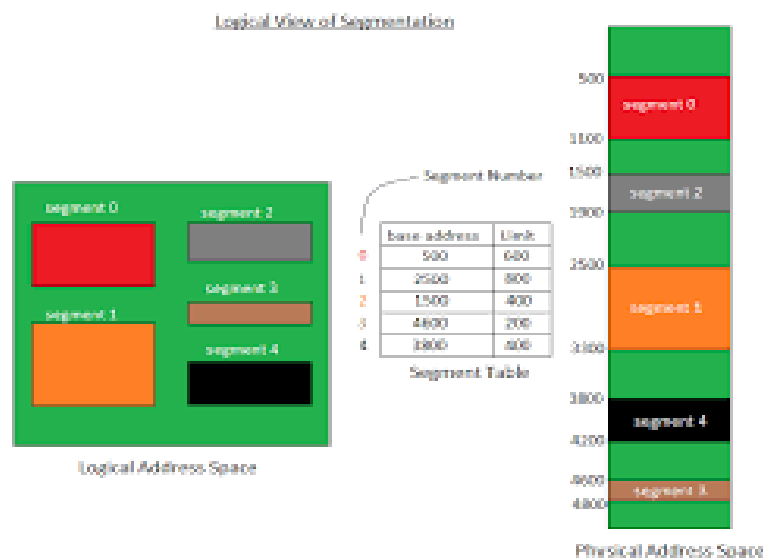 Logical View of Segmentation
segment 0
segment 2
segment 3
segment 1
segment 4
Logical Address Space
Segment Number
base-address Limit
0 500 600
1 2500 800
2 1500 400
3 4600 200
4 3800 400
Segment Table
500
segment 0
1100
1500
segment 2
1900
2500
segment 1
3300
3800
segment 4
4200
4600
segment 3
4800
Physical Address Space